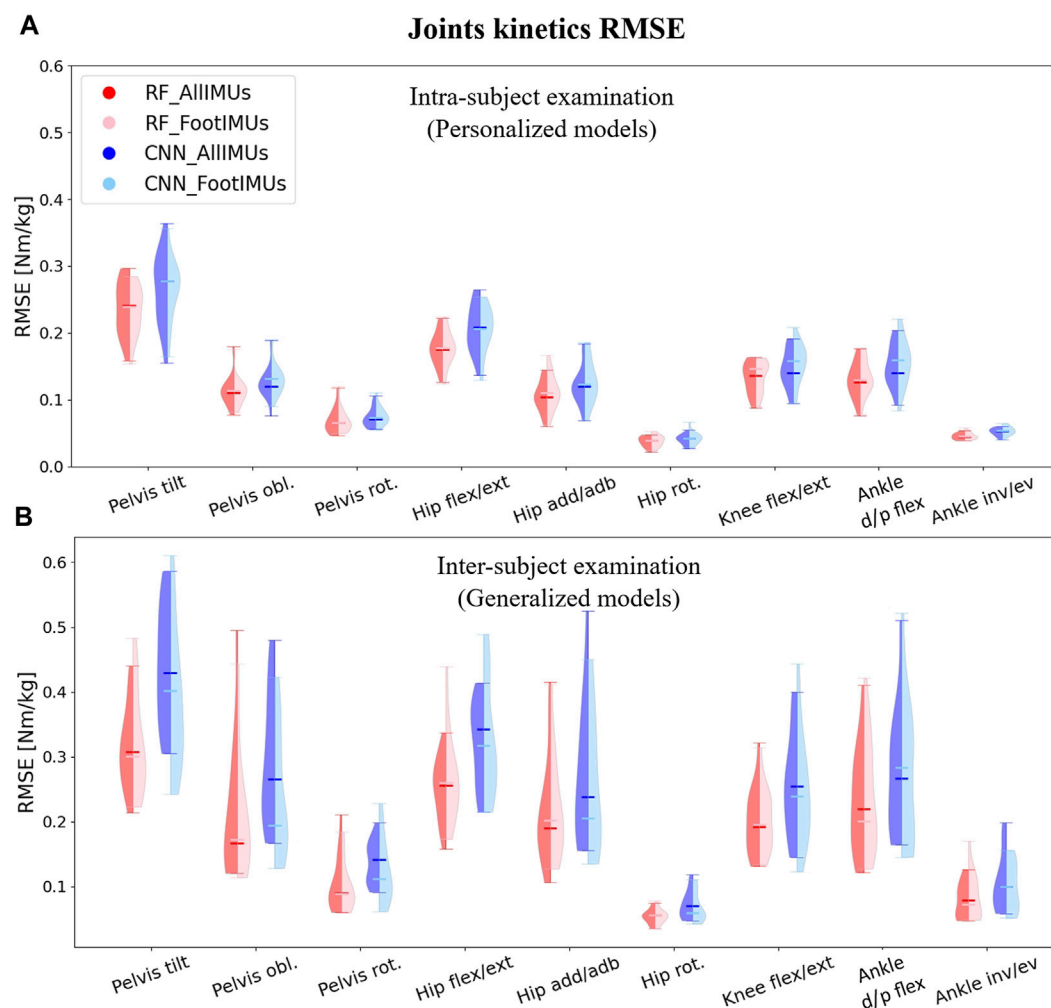 A
Joints kinetics RMSE
0.6
0.5
0.4
0.3
0.2
0.1
0.0
RMSE [Nm/kg]
RF_AllIMUs
RF_FootIMUs
CNN_AllIMUs
CNN_FootIMUs
Intra-subject examination
(Personalized models)
Pelvis tilt
Pelvis obl.
Pelvis rot.
Hip flex/ext
Hip add/adb
Hip rot.
Knee flex/ext
Ankle
d/p flex
Ankle inv/ev
B
0.6
0.5
0.4
0.3
0.2
0.1
RMSE [Nm/kg]
Inter-subject examination
(Generalized models)
Pelvis tilt
Pelvis obl.
Pelvis rot.
Hip flex/ext
Hip add/adb
Hip rot.
Knee flex/ext
Ankle
d/p flex
Ankle inv/ev